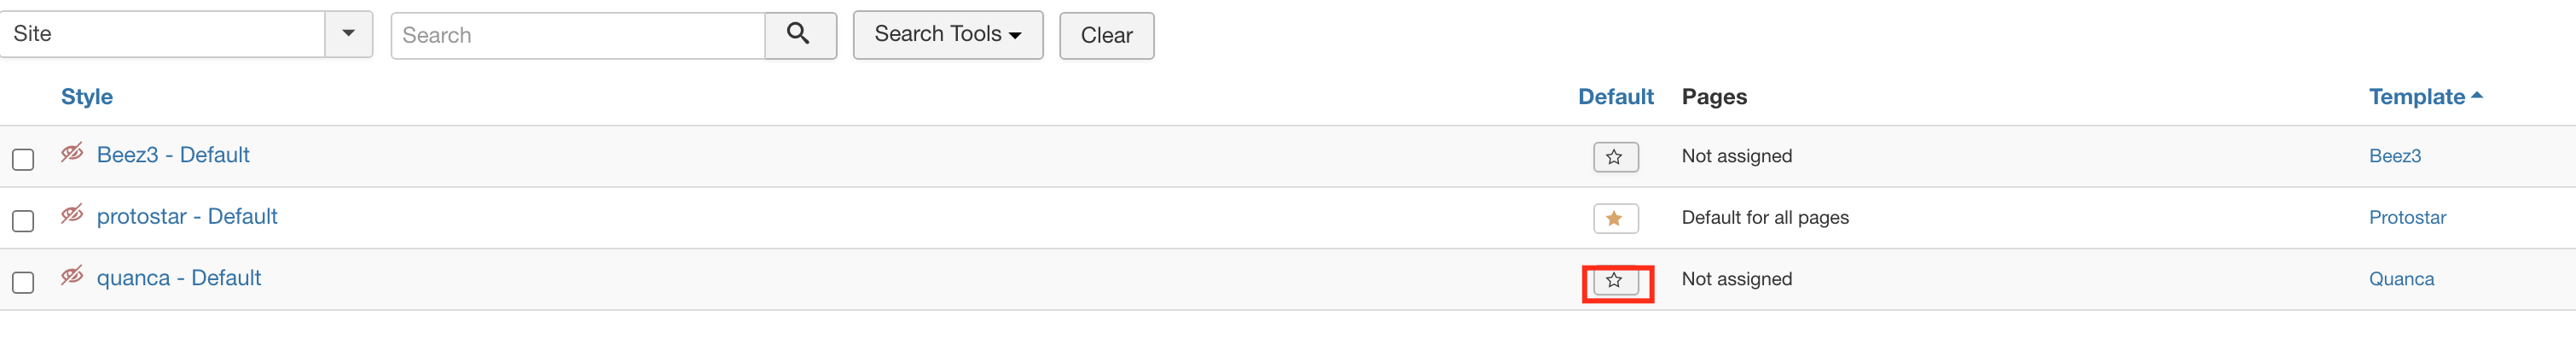 Site Search Search Tools Clear
Style Default Pages Template
Beez3 - Default Not assigned Beez3
protostar - Default Default for all pages Protostar
quanca - Default Not assigned Quanca